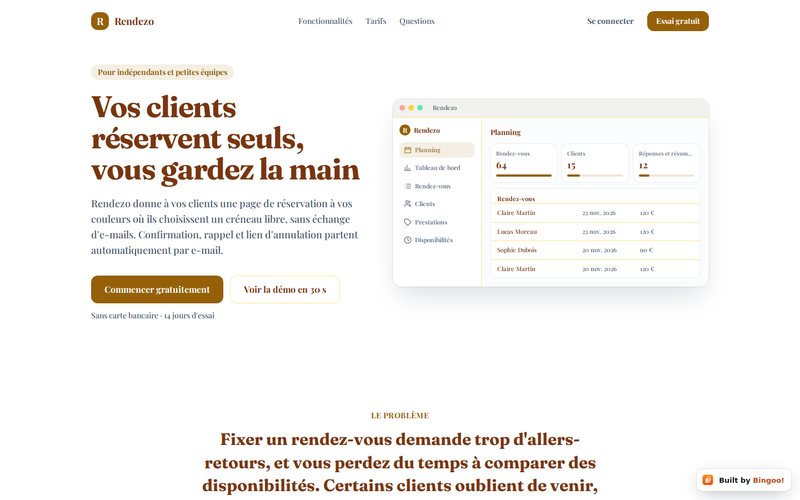 R Rendezo
Fonctionnalités Tarifs Questions
Se connecter
Essai gratuit
Pour indépendants et petites équipes
Vos clients
réservent seuls,
vous gardez la main
Rendezo donne à vos clients une page de réservation à vos
couleurs où ils choisissent un créneau libre, sans échange
d'e-mails. Confirmation, rappel et lien d'annulation partent
automatiquement par e-mail.
Commencer gratuitement
Voir la démo en 30 s
Sans carte bancaire · 14 jours d'essai
Rendezo
R Rendezo
Planning
Tableau de bord
Rendez-vous
Clients
Prestations
Disponibilités
Planning
Rendez-vous
64
Clients
15
Réponses et résum...
12
Rendez-vous
Claire Martin 23 nov. 2026 120 €
Lucas Moreau 23 nov. 2026 120 €
Sophie Dubois 20 nov. 2026 90 €
Claire Martin 20 nov. 2026 120 €
LE PROBLÈME
Fixer un rendez-vous demande trop d'allers-
retours, et vous perdez du temps à comparer des
disponibilités. Certains clients oublient de venir,
Built by Bingoo!